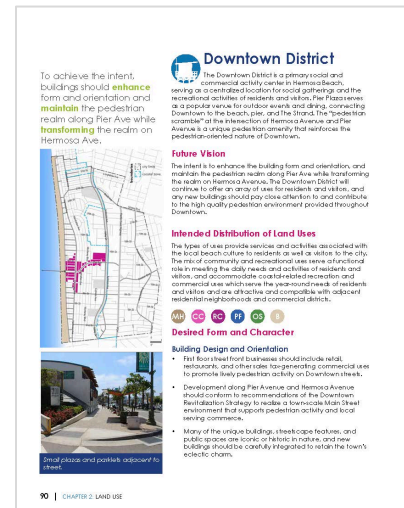 Downtown District
The Downtown District is a primary social and
commercial activity center in Hermosa Beach,
serving as a centralized location for social gatherings and the
recreational activities of residents and visitors. Pier Plaza serves
as a popular venue for outdoor events and dining, connecting
Downtown to the beach, pier, and The Strand. The "pedestrian
scramble" at the intersection of Hermosa Avenue and Pier
Avenue is a unique pedestrian amenity that reinforces the
pedestrian-oriented nature of Downtown.
To achieve the intent,
buildings should enhance
form and orientation and
maintain the pedestrian
realm along Pier Ave while
transforming the realm on
Hermosa Ave.
Future Vision
The intent is to enhance the building form and orientation, and
maintain the pedestrian realm along Pier Ave while transforming
the realm on Hermosa Avenue. The Downtown District will
continue to offer an array of uses for residents and visitors, and
any new buildings should pay close attention to and contribute
to the high quality pedestrian environment provided throughout
Downtown.
Intended Distribution of Land Uses
The types of uses provide services and activities associated with
the local beach culture to residents as well as visitors to the city.
The mix of community and recreational uses serve a functional
role in meeting the daily needs and activities of residents and
visitors, and accommodate coastal-related recreation and
commercial uses which serve the year-round needs of residents
and visitors and are attractive and compatible with adjacent
residential neighborhoods and commercial districts.
MH CC RC PF OS B
Desired Form and Character
Building Design and Orientation
• First floor street front businesses should include retail,
restaurants, and other sales tax-generating commercial uses
to promote lively pedestrian activity on Downtown streets.
• Development along Pier Avenue and Hermosa Avenue
should conform to recommendations of the Downtown
Revitalization Strategy to realize a town-scale Main Street
environment that supports pedestrian activity and local
serving commerce.
• Many of the unique buildings, streetscape features, and
public spaces are iconic or historic in nature, and new
buildings should be carefully integrated to retain the town's
eclectic charm.
Small plazas and parklets adjacent to
street.
90 | CHAPTER 2: LAND USE